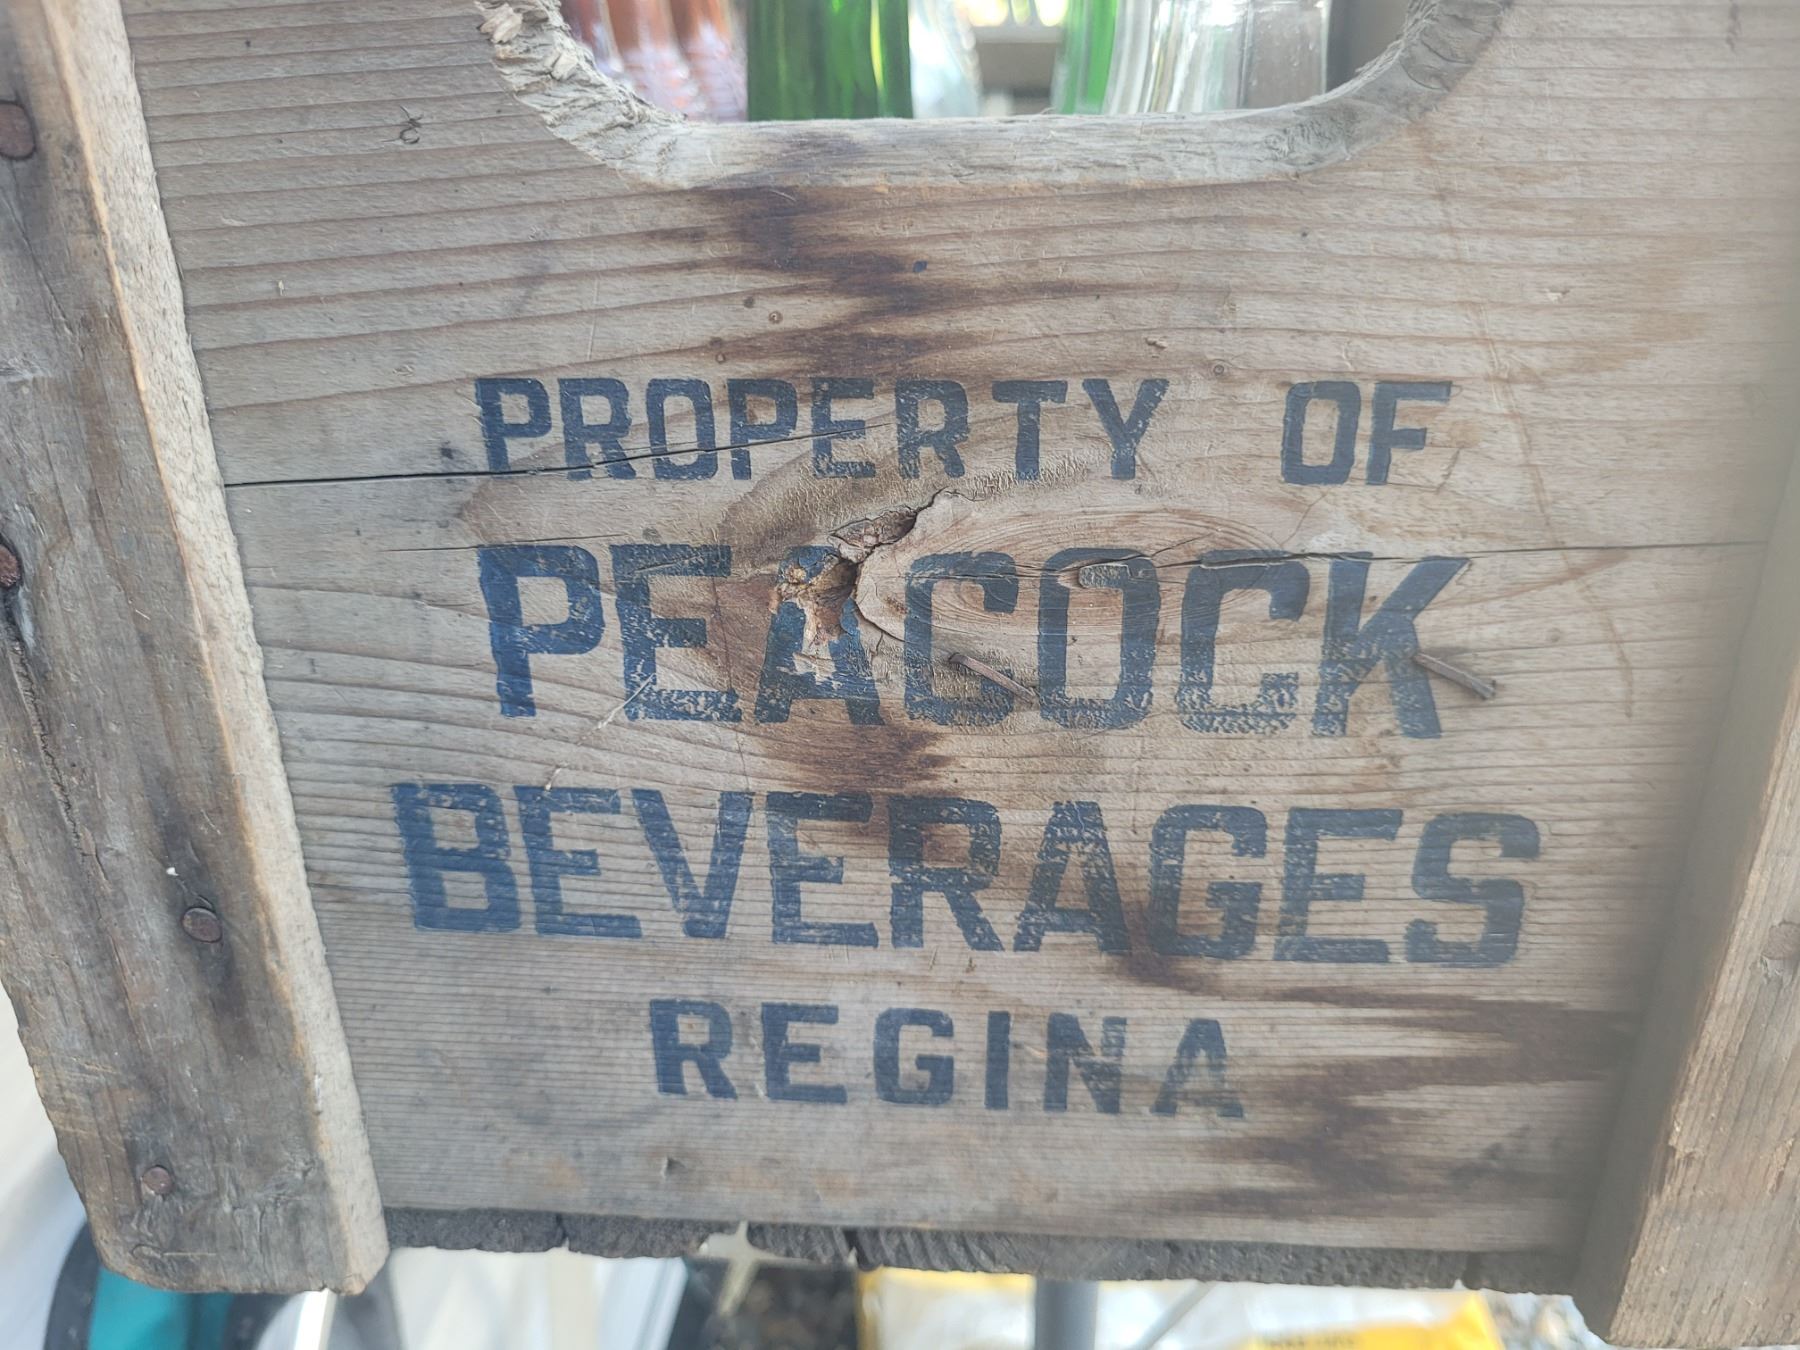 PROPERTY OF
PEACOCK
BEVERAGES
REGINA